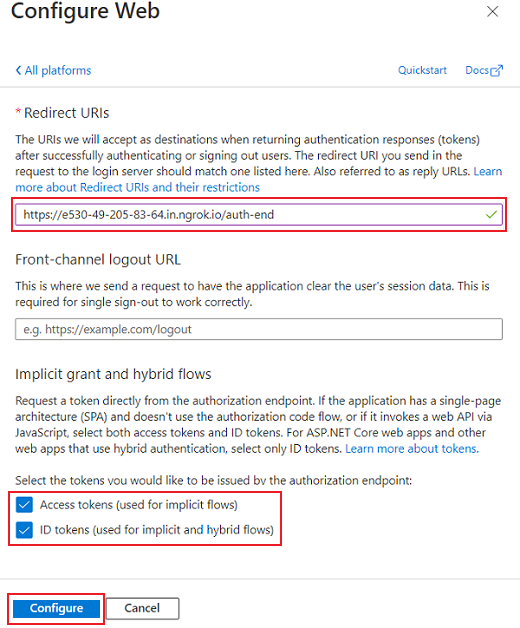 Configure Web
All platforms
Quickstart
Docs
* Redirect URIs
The URIs we will accept as destinations when returning authentication responses (tokens)
after successfully authenticating or signing out users. The redirect URI you send in the
request to the login server should match one listed here. Also referred to as reply URLs. Learn
more about Redirect URIs and their restrictions
https://e530-49-205-83-64.in.ngrok.io/auth-end
Front-channel logout URL
This is where we send a request to have the application clear the user's session data. This is
required for single sign-out to work correctly.
e.g. https://example.com/logout
Implicit grant and hybrid flows
Request a token directly from the authorization endpoint. If the application has a single-page
architecture (SPA) and doesn't use the authorization code flow, or if it invokes a web API via
JavaScript, select both access tokens and ID tokens. For ASP.NET Core web apps and other
web apps that use hybrid authentication, select only ID tokens. Learn more about tokens.
Select the tokens you would like to be issued by the authorization endpoint:
Access tokens (used for implicit flows)
ID tokens (used for implicit and hybrid flows)
Configure
Cancel